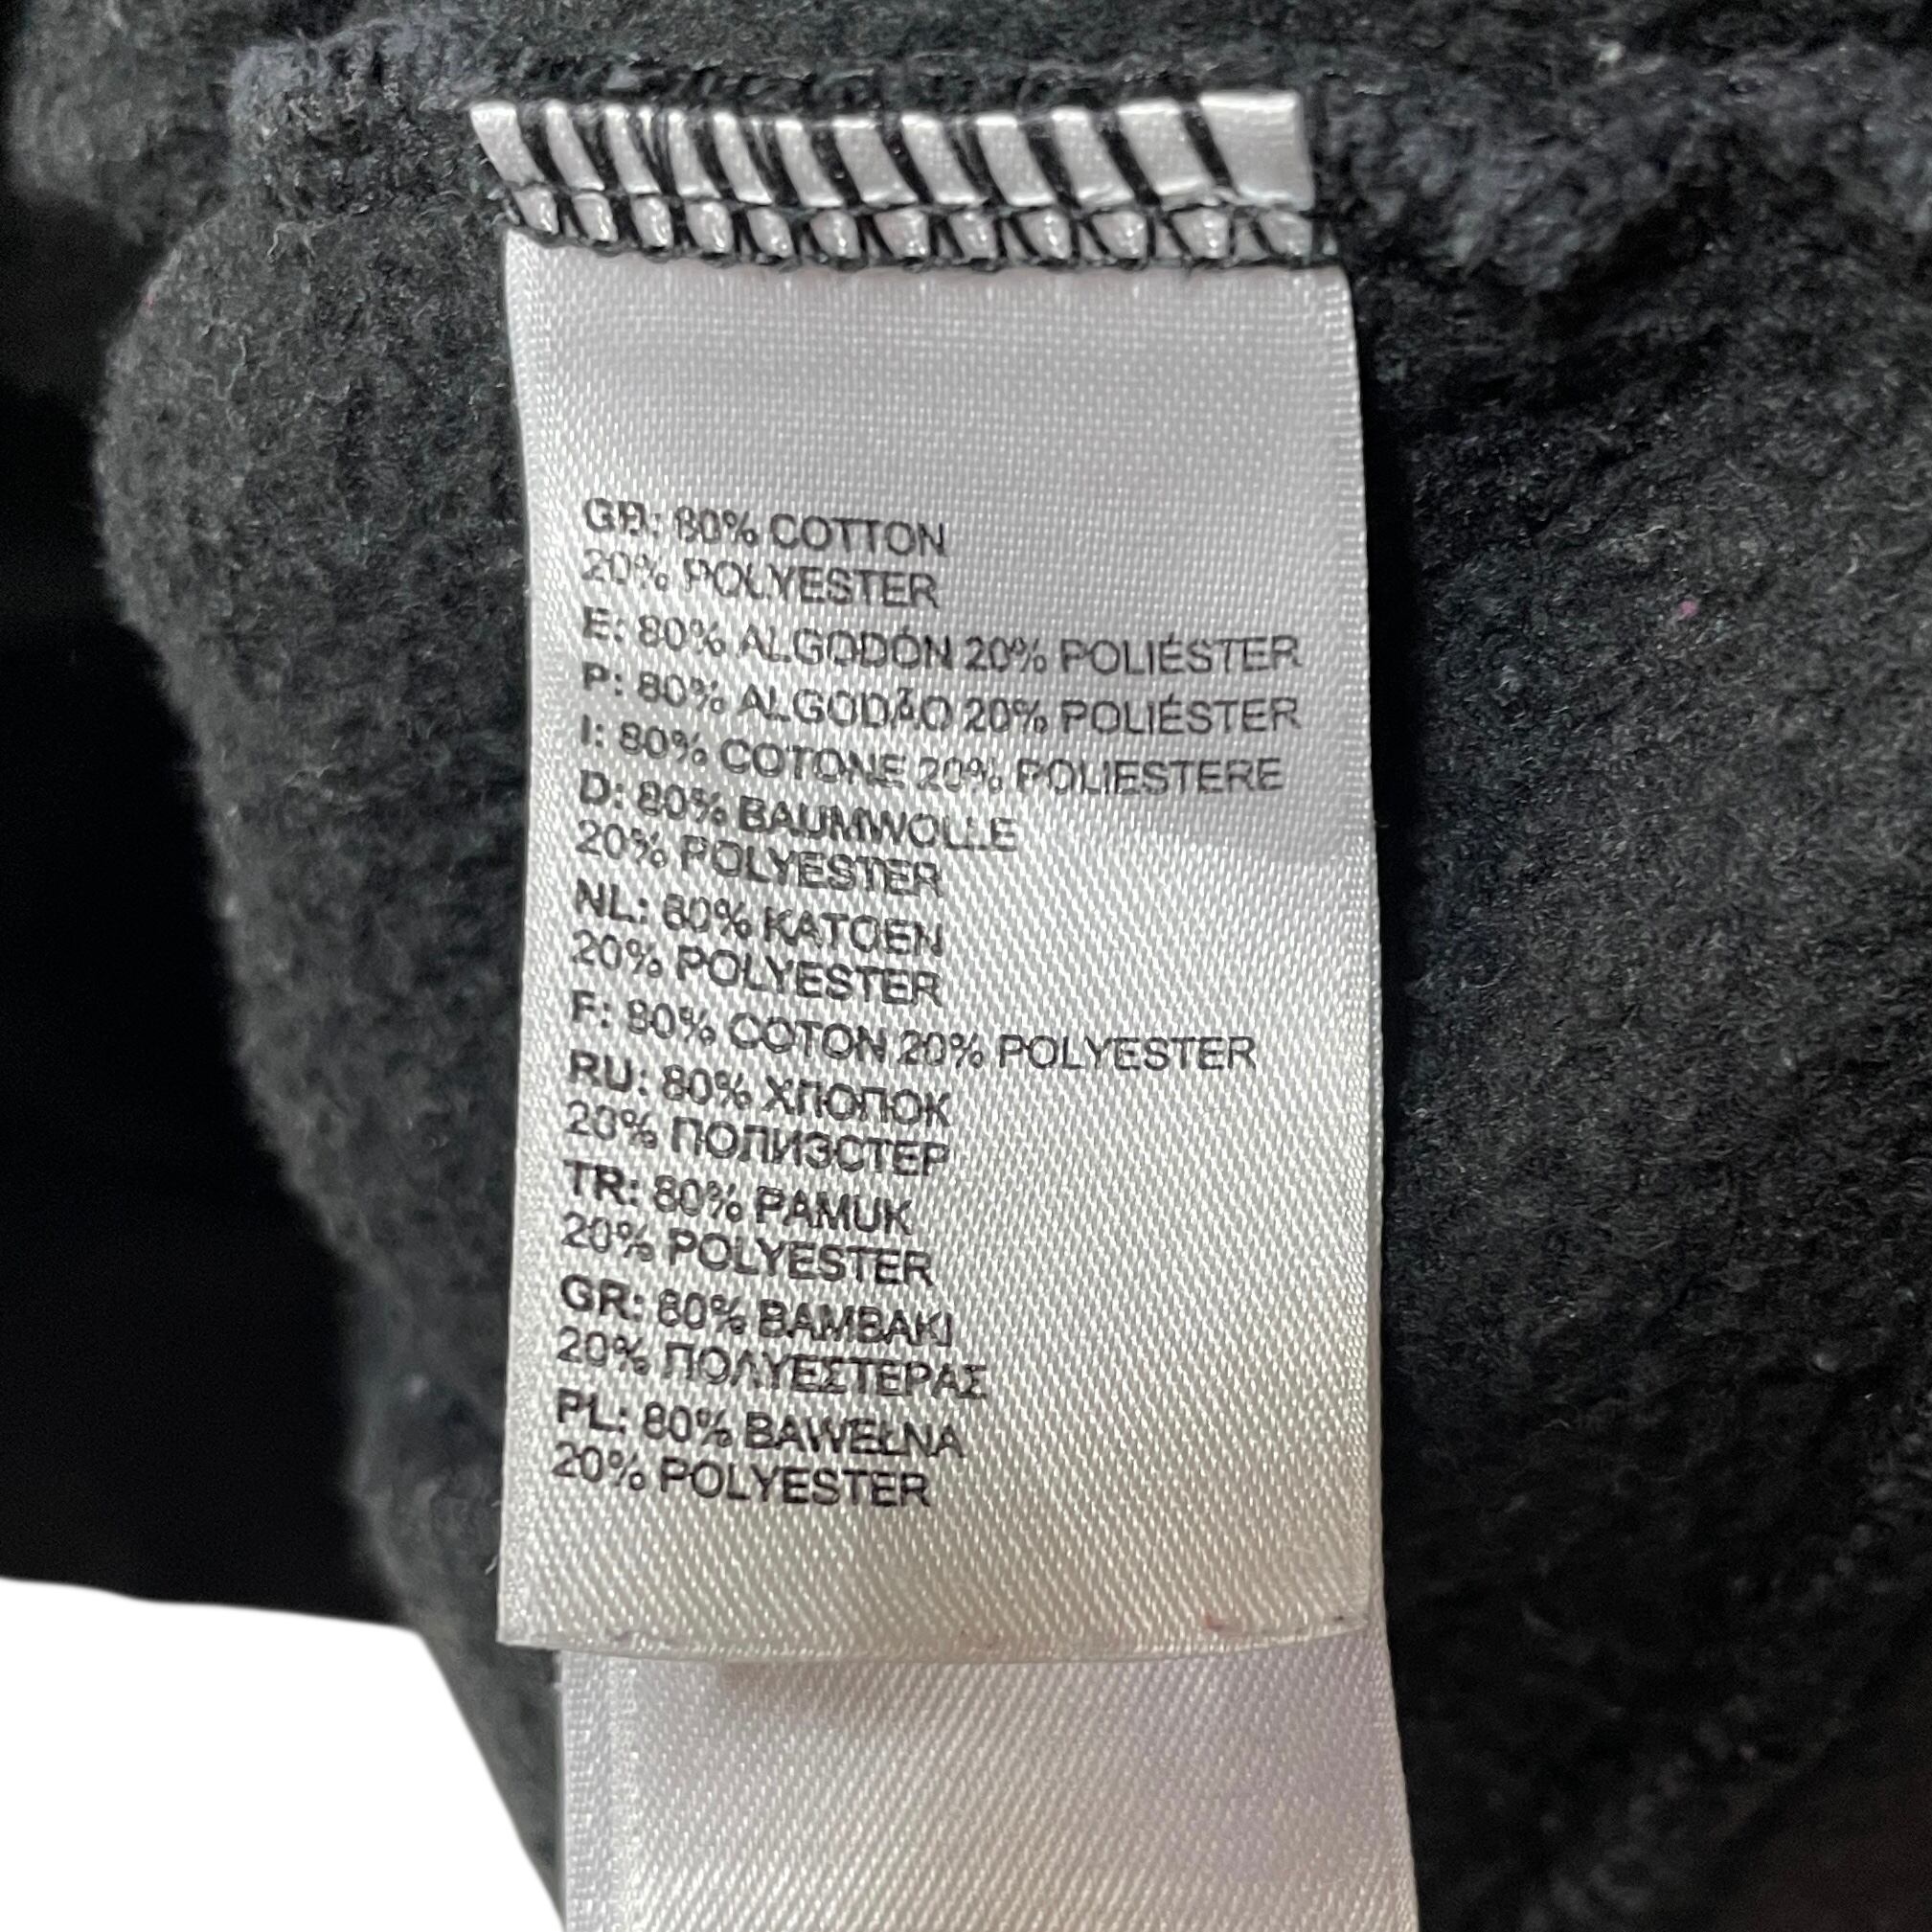 GB: 80% COTTON
20% POLYESTER
E: 80% ALGODÓN 20% POLIÉSTER
P: 80% ALGODÃO 20% POLIÉSTER
I: 80% COTONE 20% POLIESTERE
D: 80% BAUMWOLLE
20% POLYESTER
NL: 80% KATOEN
20% POLYESTER
F: 80% COTON 20% POLYESTER
RU: 80% ХЛОПОК
20% ПОЛИЭСТЕР
TR: 80% PAMUK
20% POLYESTER
GR: 80% ΒΑΜΒΑΚΙ
20% ΠΟΛΥΕΣΤΕΡΑΣ
PL: 80% BAWEŁNA
20% POLYESTER